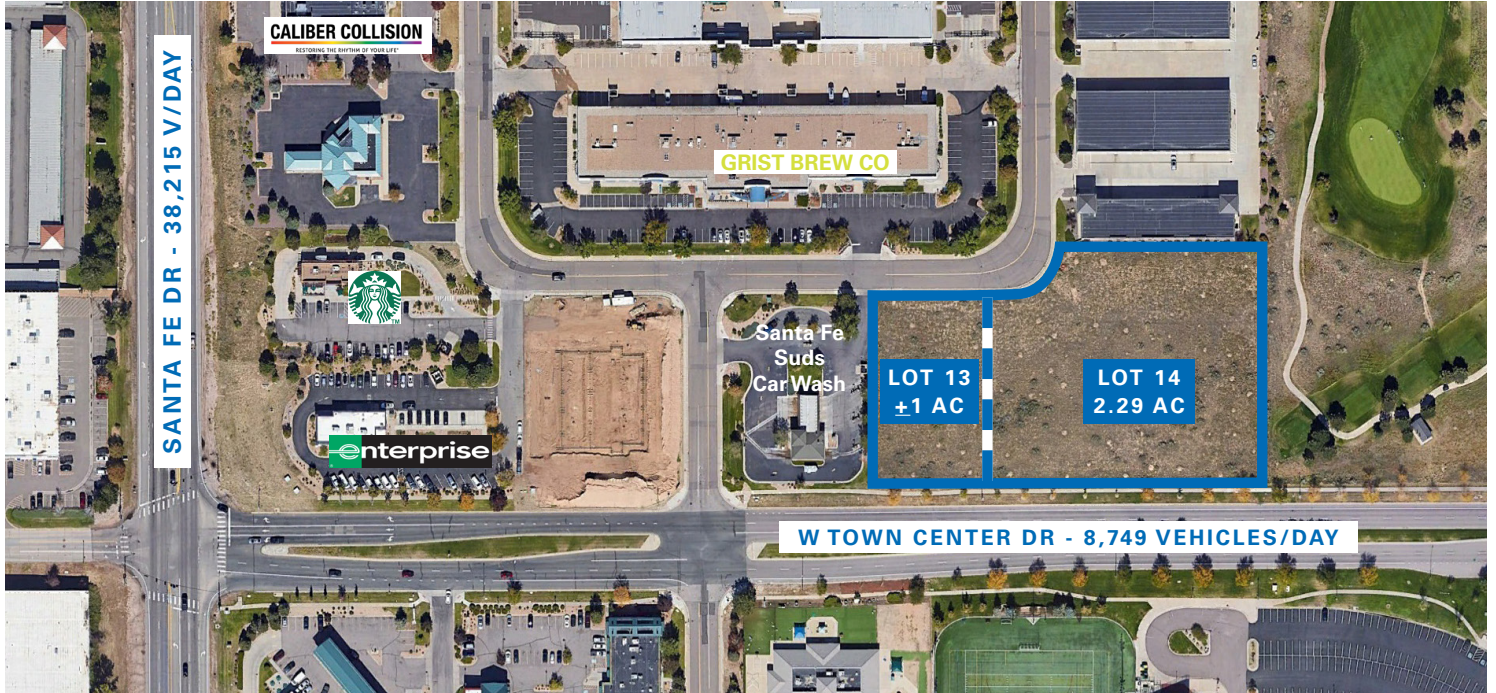 CALIBER COLLISION
RESTORING THE RHYTHM OF YOUR LIFE®
SANTA FE DR - 38,215 V/DAY
GRIST BREW CO
TM
enterprise
Santa Fe
Suds
Car Wash
LOT 13
±1 AC
LOT 14
2.29 AC
W TOWN CENTER DR - 8,749 VEHICLES/DAY